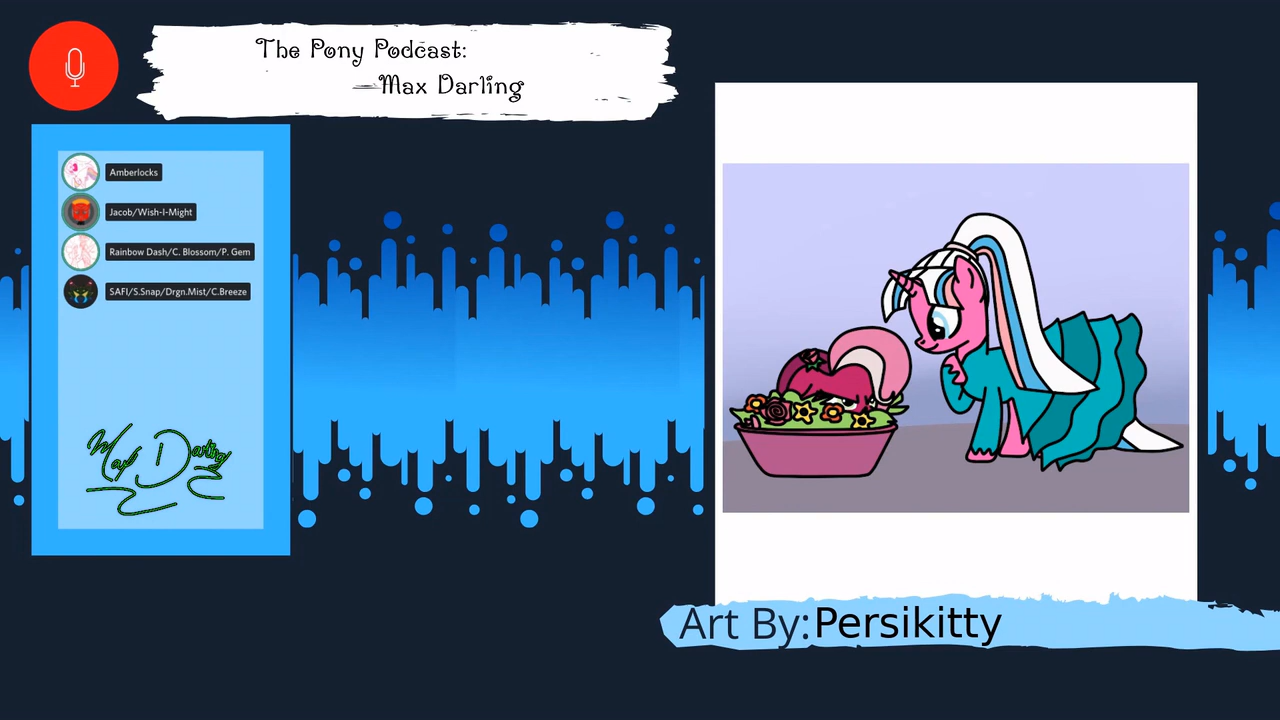 The Pony Podcast:
—Max Darling
Amberlocks
Jacob/Wish-I-Might
Rainbow Dash/C. Blossom/P. Gem
SAFI/S.Snap/Drgn.Mist/C.Breeze
Max Darling
Art By: Persikitty